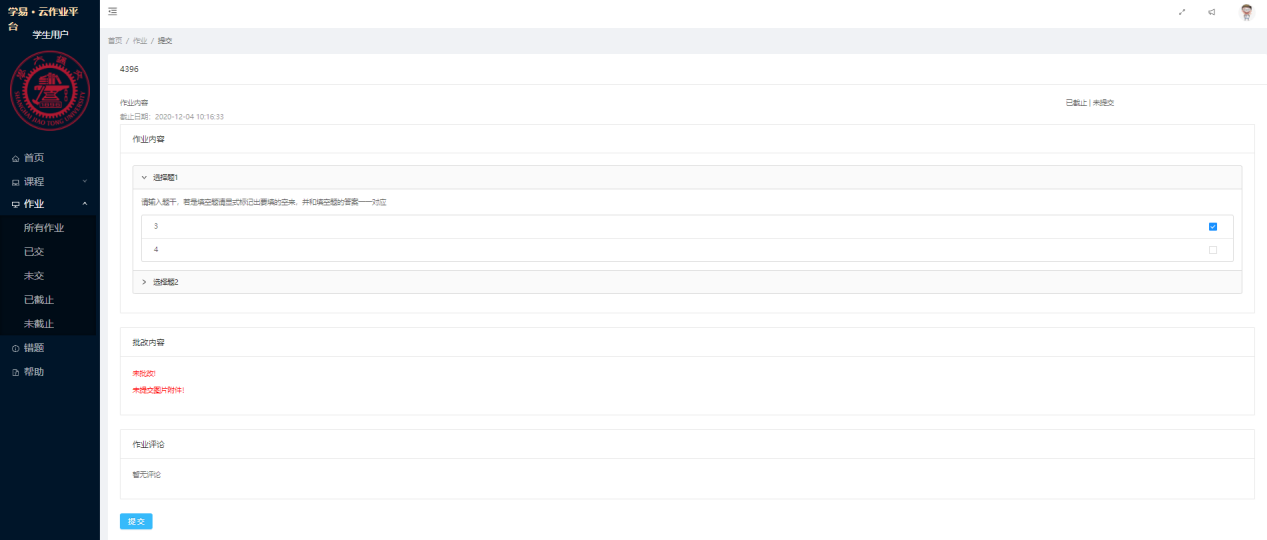 学易·云作业平
台
学生用户
SHANGHAI JIAO TONG UNIVERSITY
首页
课程
作业
所有作业
已交
未交
已截止
未截止
错题
帮助
首页 / 作业 / 提交
4396
作业内容
已截止 | 未提交
截止日期：2020-12-04 10:16:33
作业内容
选择题1
请输入题干，若是填空题请显式标记出要填的空来，并和填空题的答案一一对应
3
4
选择题2
批改内容
未批改!
未提交图片附件!
作业评论
暂无评论
提交